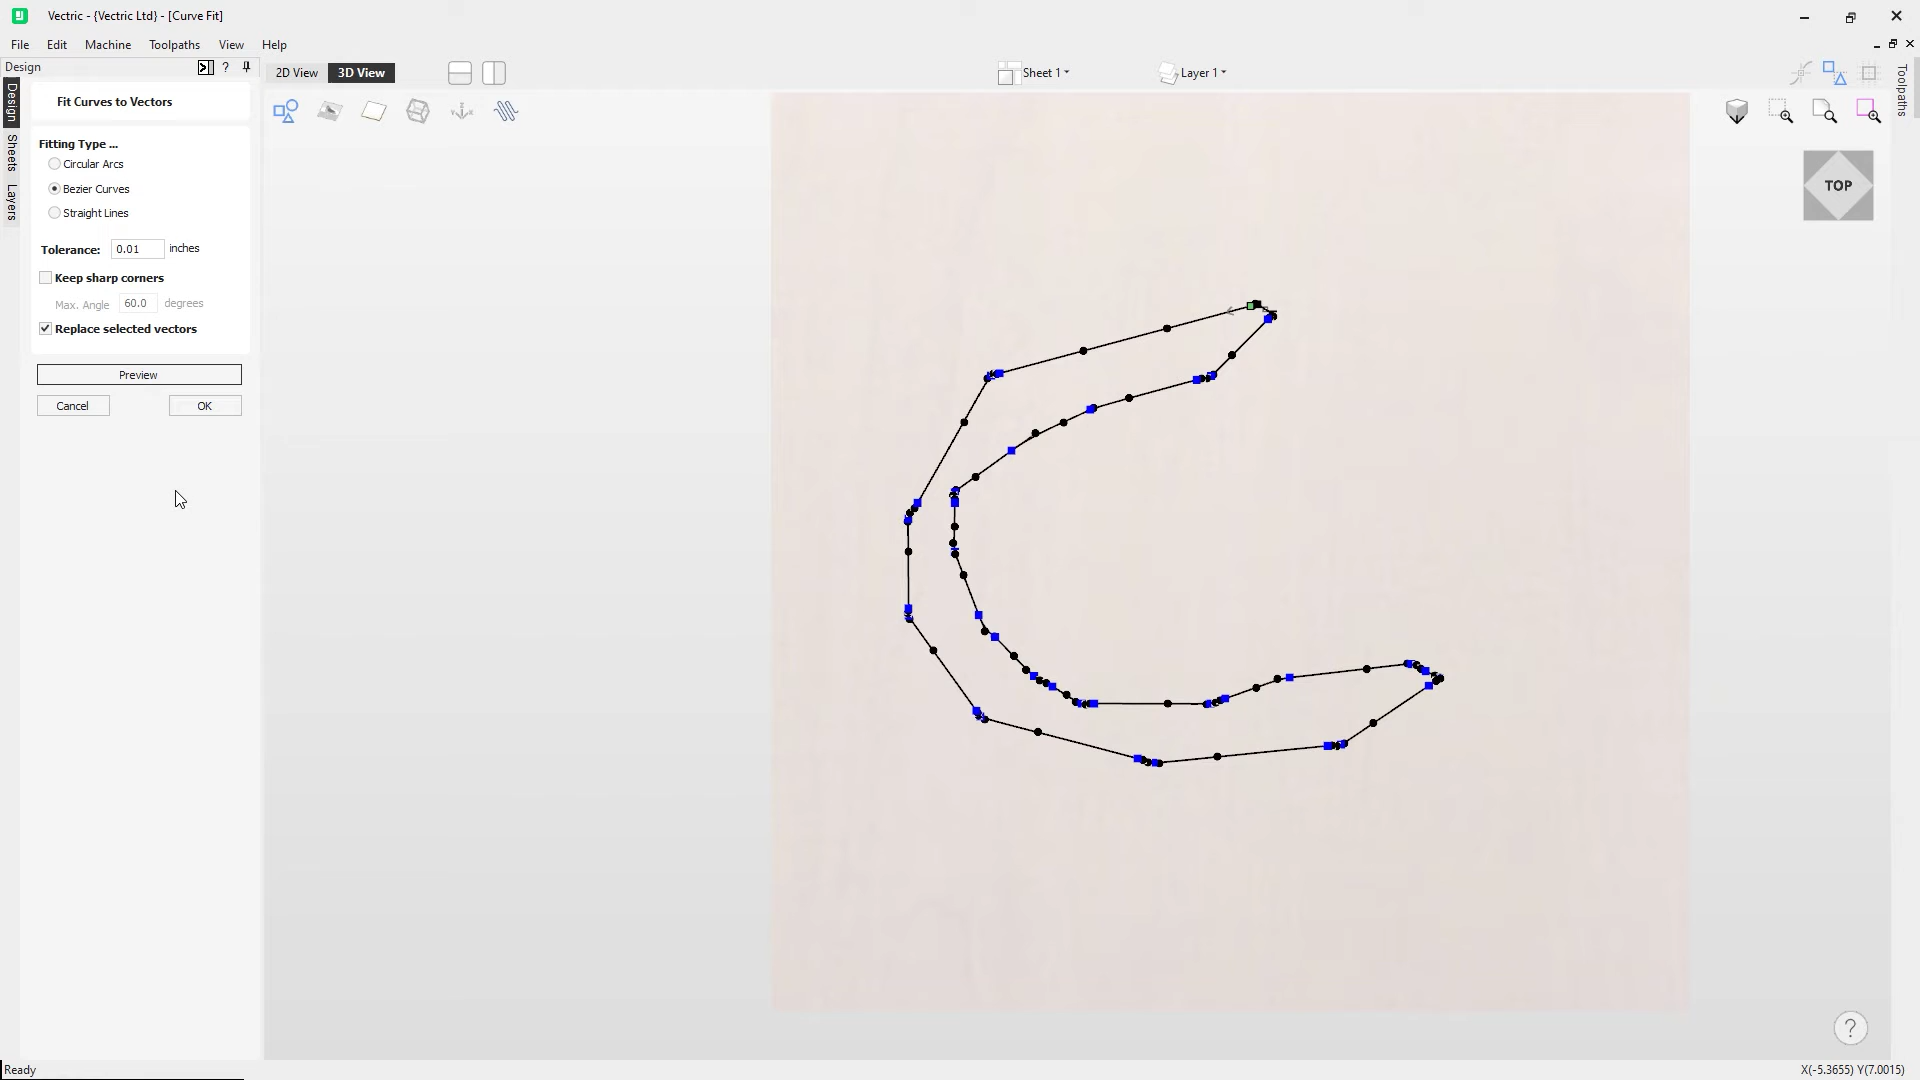 Vectric - {Vectric Ltd} - [Curve Fit]
File Edit Machine Toolpaths View Help
Design
2D View 3D View Sheet 1 Layer 1
Design
Sheets
Layers
Toolpaths
Fit Curves to Vectors
Fitting Type ...
Circular Arcs
Bezier Curves
Straight Lines
Tolerance: 0.01 inches
Keep sharp corners
Max. Angle 60.0 degrees
Replace selected vectors
Preview
Cancel OK
TOP
Ready X(-5.3655) Y(7.0015)